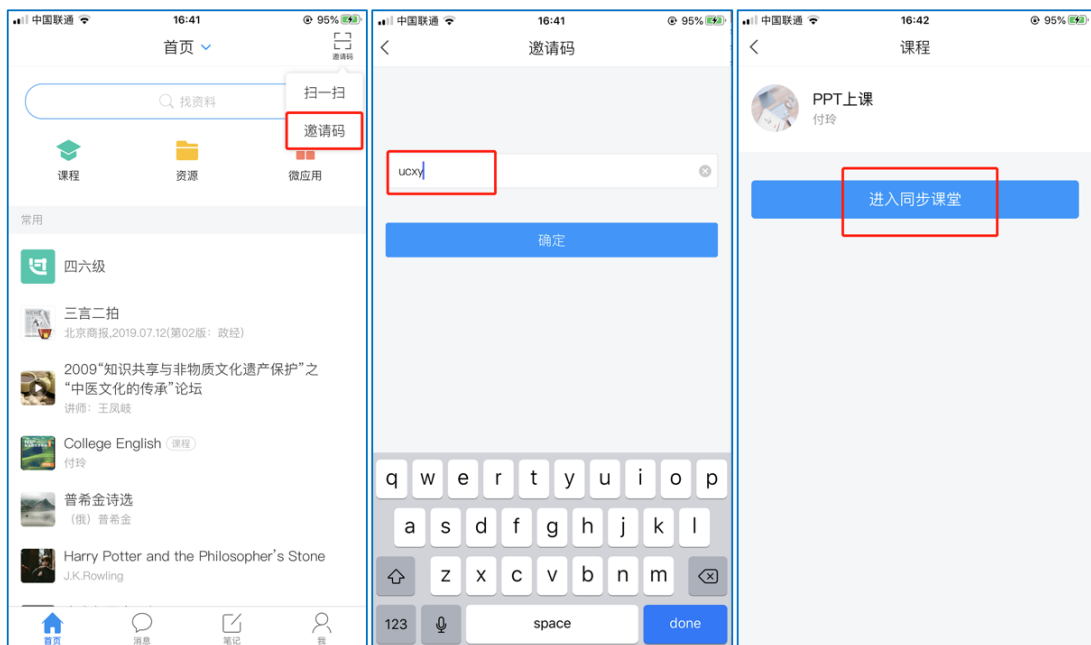 中国联通 16:41 95%
首页
邀请码
找资料
扫一扫
邀请码
课程 资源 微应用
常用
四六级
三言二拍
北京商报,2019.07.12(第02版：政经)
2009“知识共享与非物质文化遗产保护”之
“中医文化的传承”论坛
讲师：王凤岐
College English 课程
付玲
普希金诗选
（俄）普希金
Harry Potter and the Philosopher's Stone
J.K.Rowling
首页 消息 笔记 我
中国联通 16:41 95%
邀请码
ucxy
确定
q w e r t y u i o p
a s d f g h j k l
z x c v b n m
123 space done
中国联通 16:42 95%
课程
PPT上课
付玲
进入同步课堂